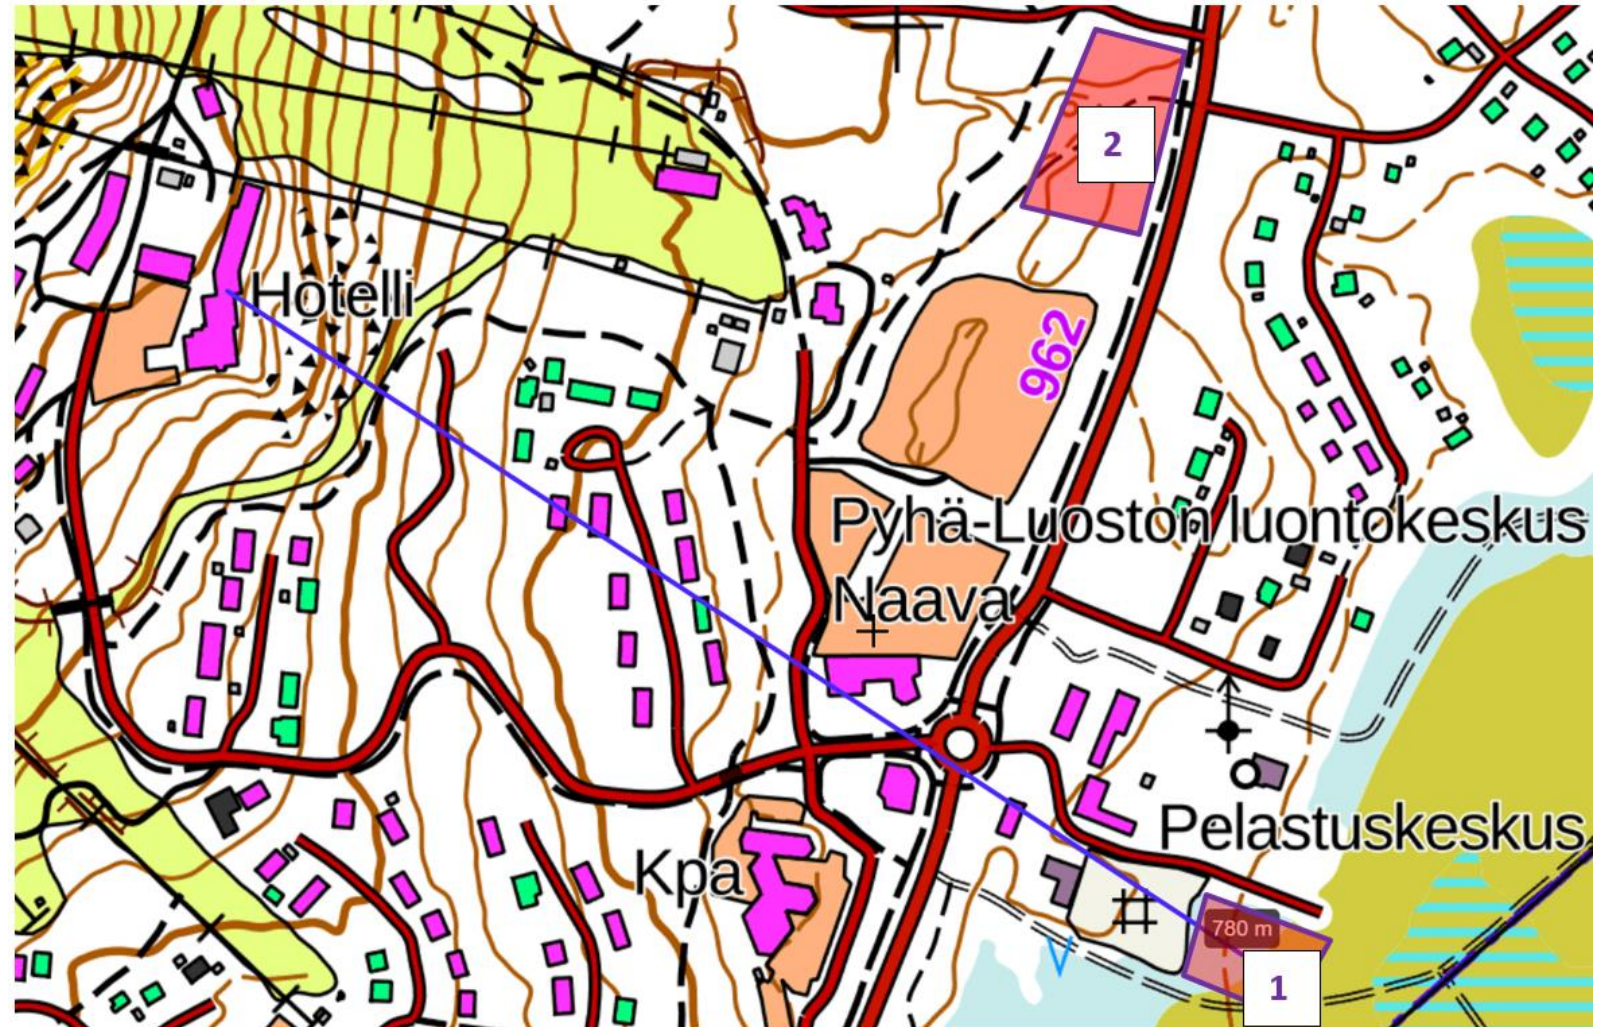 2
Hotelli
962
Pyhä-Luoston luontokeskus
Naava
Pelastuskeskus
Kpa
780 m
V
1